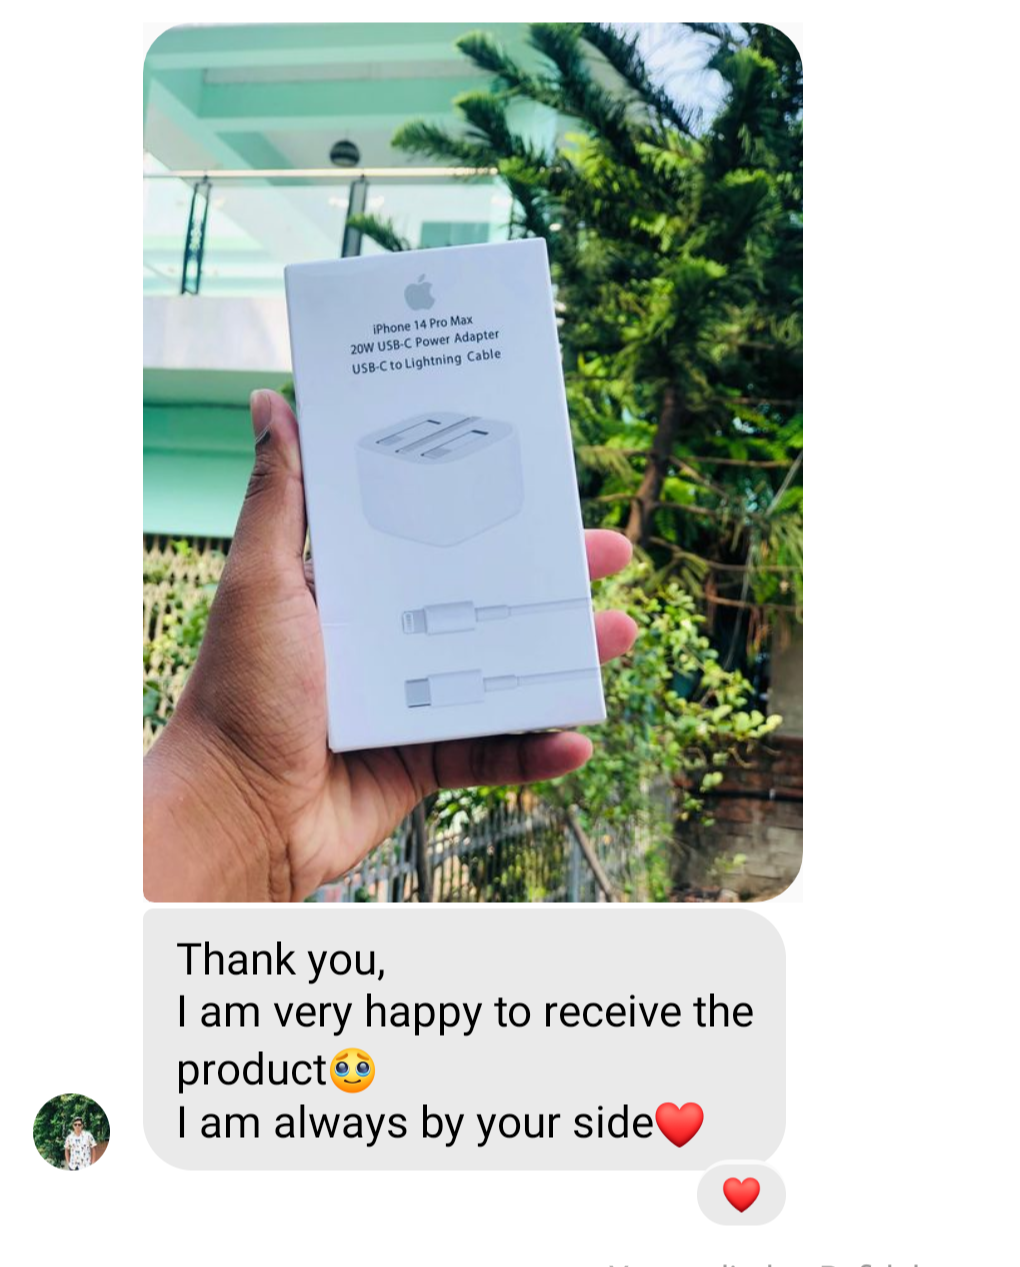 iPhone 14 Pro Max
20W USB-C Power Adapter
USB-C to Lightning Cable
Thank you,
I am very happy to receive the
product🥹
I am always by your side❤️
❤️